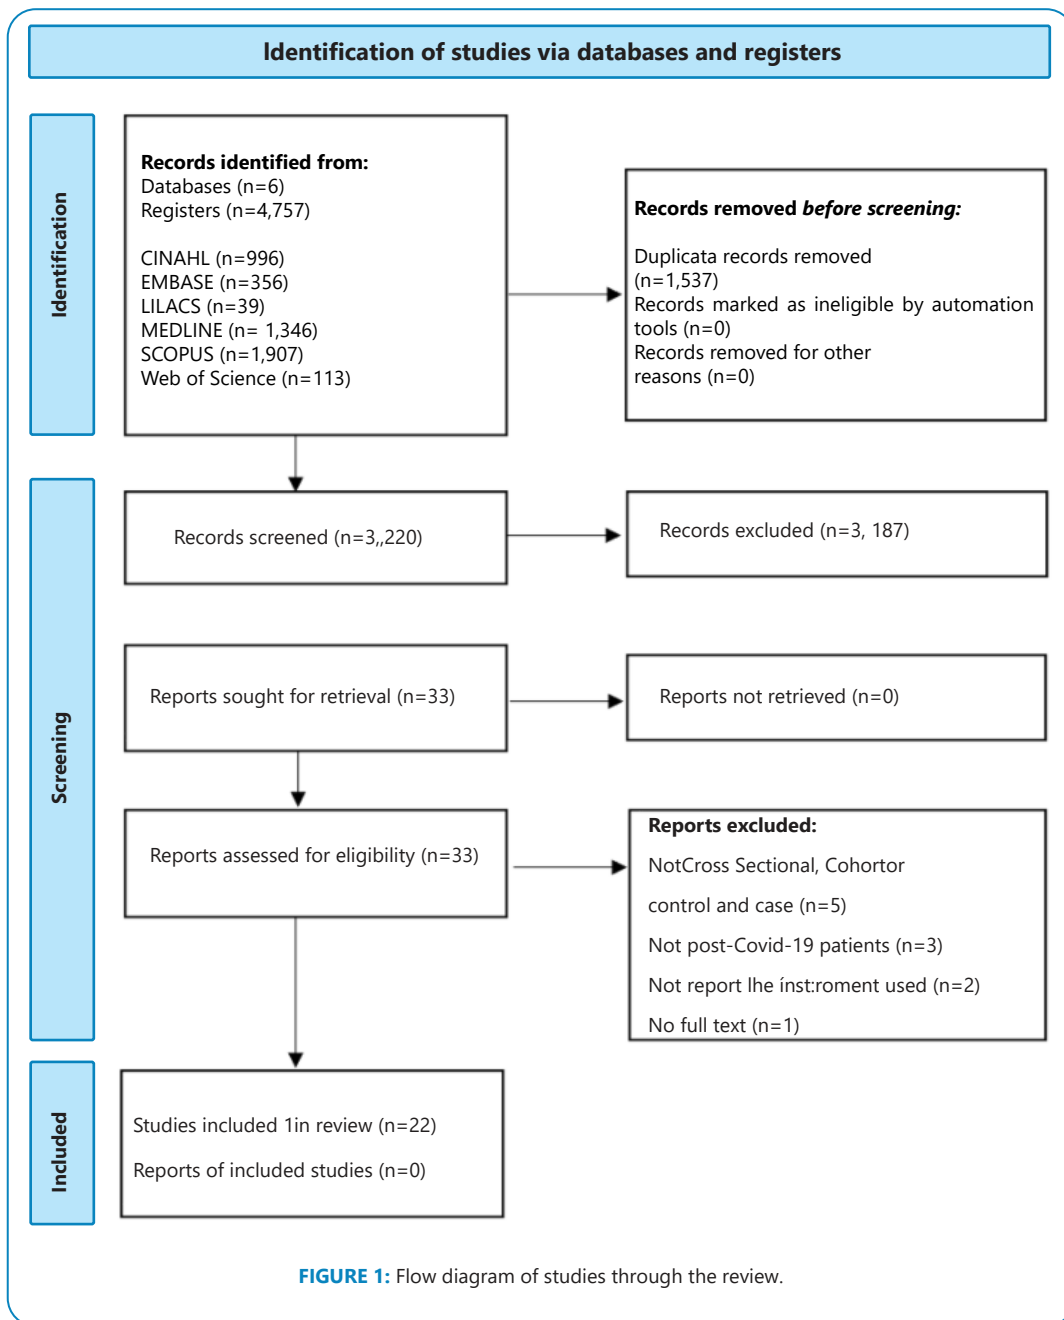 Identification of studies via databases and registers
Identification
Records identified from:
Databases (n=6)
Registers (n=4,757)
CINAHL (n=996)
EMBASE (n=356)
LILACS (n=39)
MEDLINE (n= 1,346)
SCOPUS (n=1,907)
Web of Science (n=113)
Records removed before screening:
Duplicata records removed
(n=1,537)
Records marked as ineligible by automation
tools (n=0)
Records removed for other
reasons (n=0)
Screening
Records screened (n=3,,220)
Records excluded (n=3, 187)
Reports sought for retrieval (n=33)
Reports not retrieved (n=0)
Reports assessed for eligibility (n=33)
Reports excluded:
NotCross Sectional, Cohortor
control and case (n=5)
Not post-Covid-19 patients (n=3)
Not report lhe ínst:roment used (n=2)
No full text (n=1)
Included
Studies included 1in review (n=22)
Reports of included studies (n=0)
FIGURE 1: Flow diagram of studies through the review.